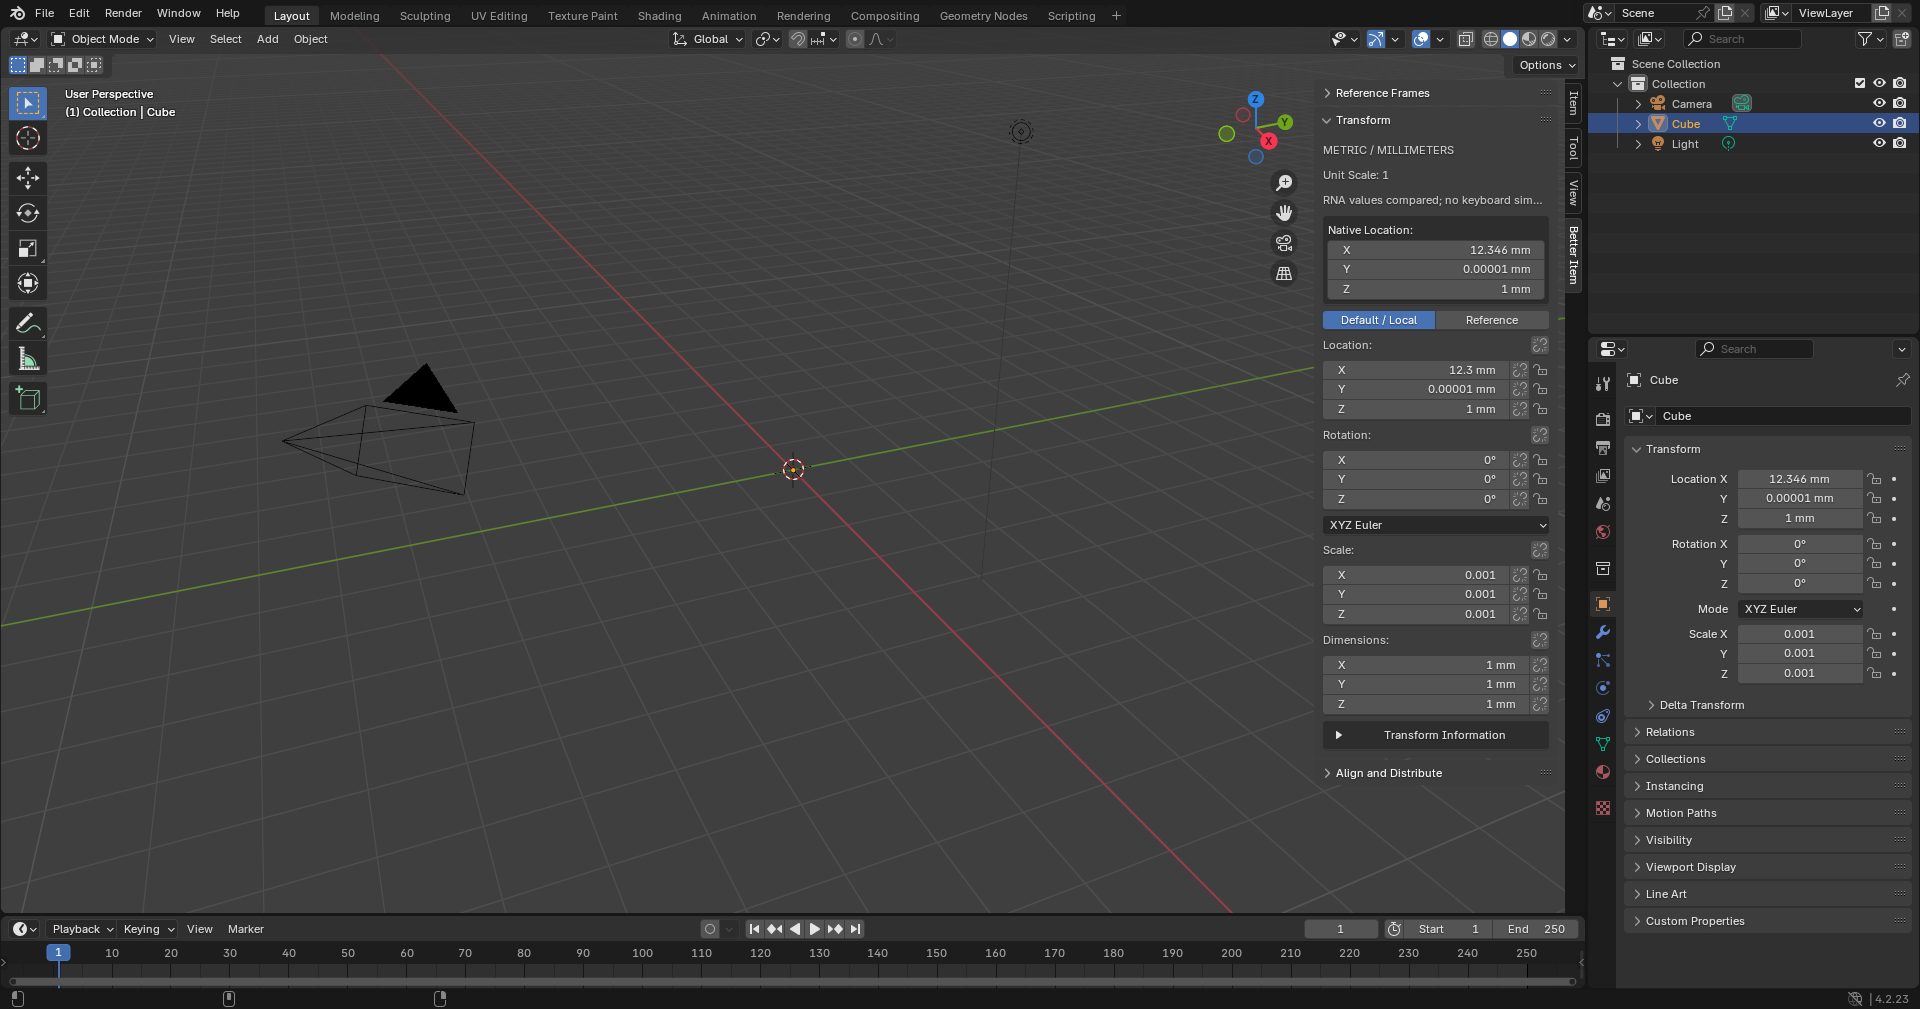 File Edit Render Window Help
Layout Modeling Sculpting UV Editing Texture Paint Shading Animation Rendering Compositing Geometry Nodes Scripting +
Scene
ViewLayer
Object Mode View Select Add Object
Global
Options
User Perspective
(1) Collection | Cube
Z
Y
X
Reference Frames
Transform
METRIC / MILLIMETERS
Unit Scale: 1
RNA values compared; no keyboard sim...
Native Location:
X 12.346 mm
Y 0.00001 mm
Z 1 mm
Default / Local Reference
Location:
X 12.3 mm
Y 0.00001 mm
Z 1 mm
Rotation:
X 0°
Y 0°
Z 0°
XYZ Euler
Scale:
X 0.001
Y 0.001
Z 0.001
Dimensions:
X 1 mm
Y 1 mm
Z 1 mm
Transform Information
Align and Distribute
Item
Tool
View
Better Item
Search
Scene Collection
Collection
Camera
Cube
Light
Search
Cube
Cube
Transform
Location X 12.346 mm
Y 0.00001 mm
Z 1 mm
Rotation X 0°
Y 0°
Z 0°
Mode XYZ Euler
Scale X 0.001
Y 0.001
Z 0.001
Delta Transform
Relations
Collections
Instancing
Motion Paths
Visibility
Viewport Display
Line Art
Custom Properties
Playback Keying View Marker
1 Start 1 End 250
1 10 20 30 40 50 60 70 80 90 100 110 120 130 140 150 160 170 180 190 200 210 220 230 240 250
4.2.23